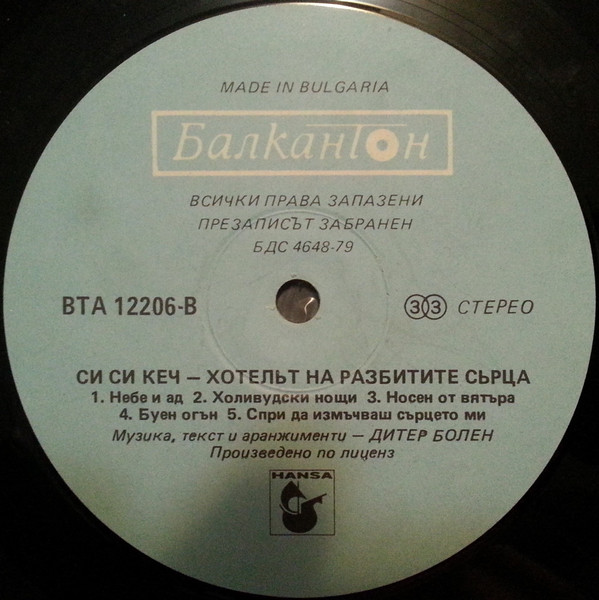 MADE IN BULGARIA
Балкантон
ВСИЧКИ ПРАВА ЗАПАЗЕНИ
ПРЕЗАПИСЪТ ЗАБРАНЕН
БДС 4648-79
ВТА 12206-В
33 СТЕРЕО
СИ СИ КЕЧ – ХОТЕЛЪТ НА РАЗБИТИТЕ СЪРЦА
1. Небе и ад 2. Холивудски нощи 3. Носен от вятъра
4. Буен огън 5. Спри да измъчваш сърцето ми
Музика, текст и аранжименти – ДИТЕР БОЛЕН
Произведено по лиценз
HANSA